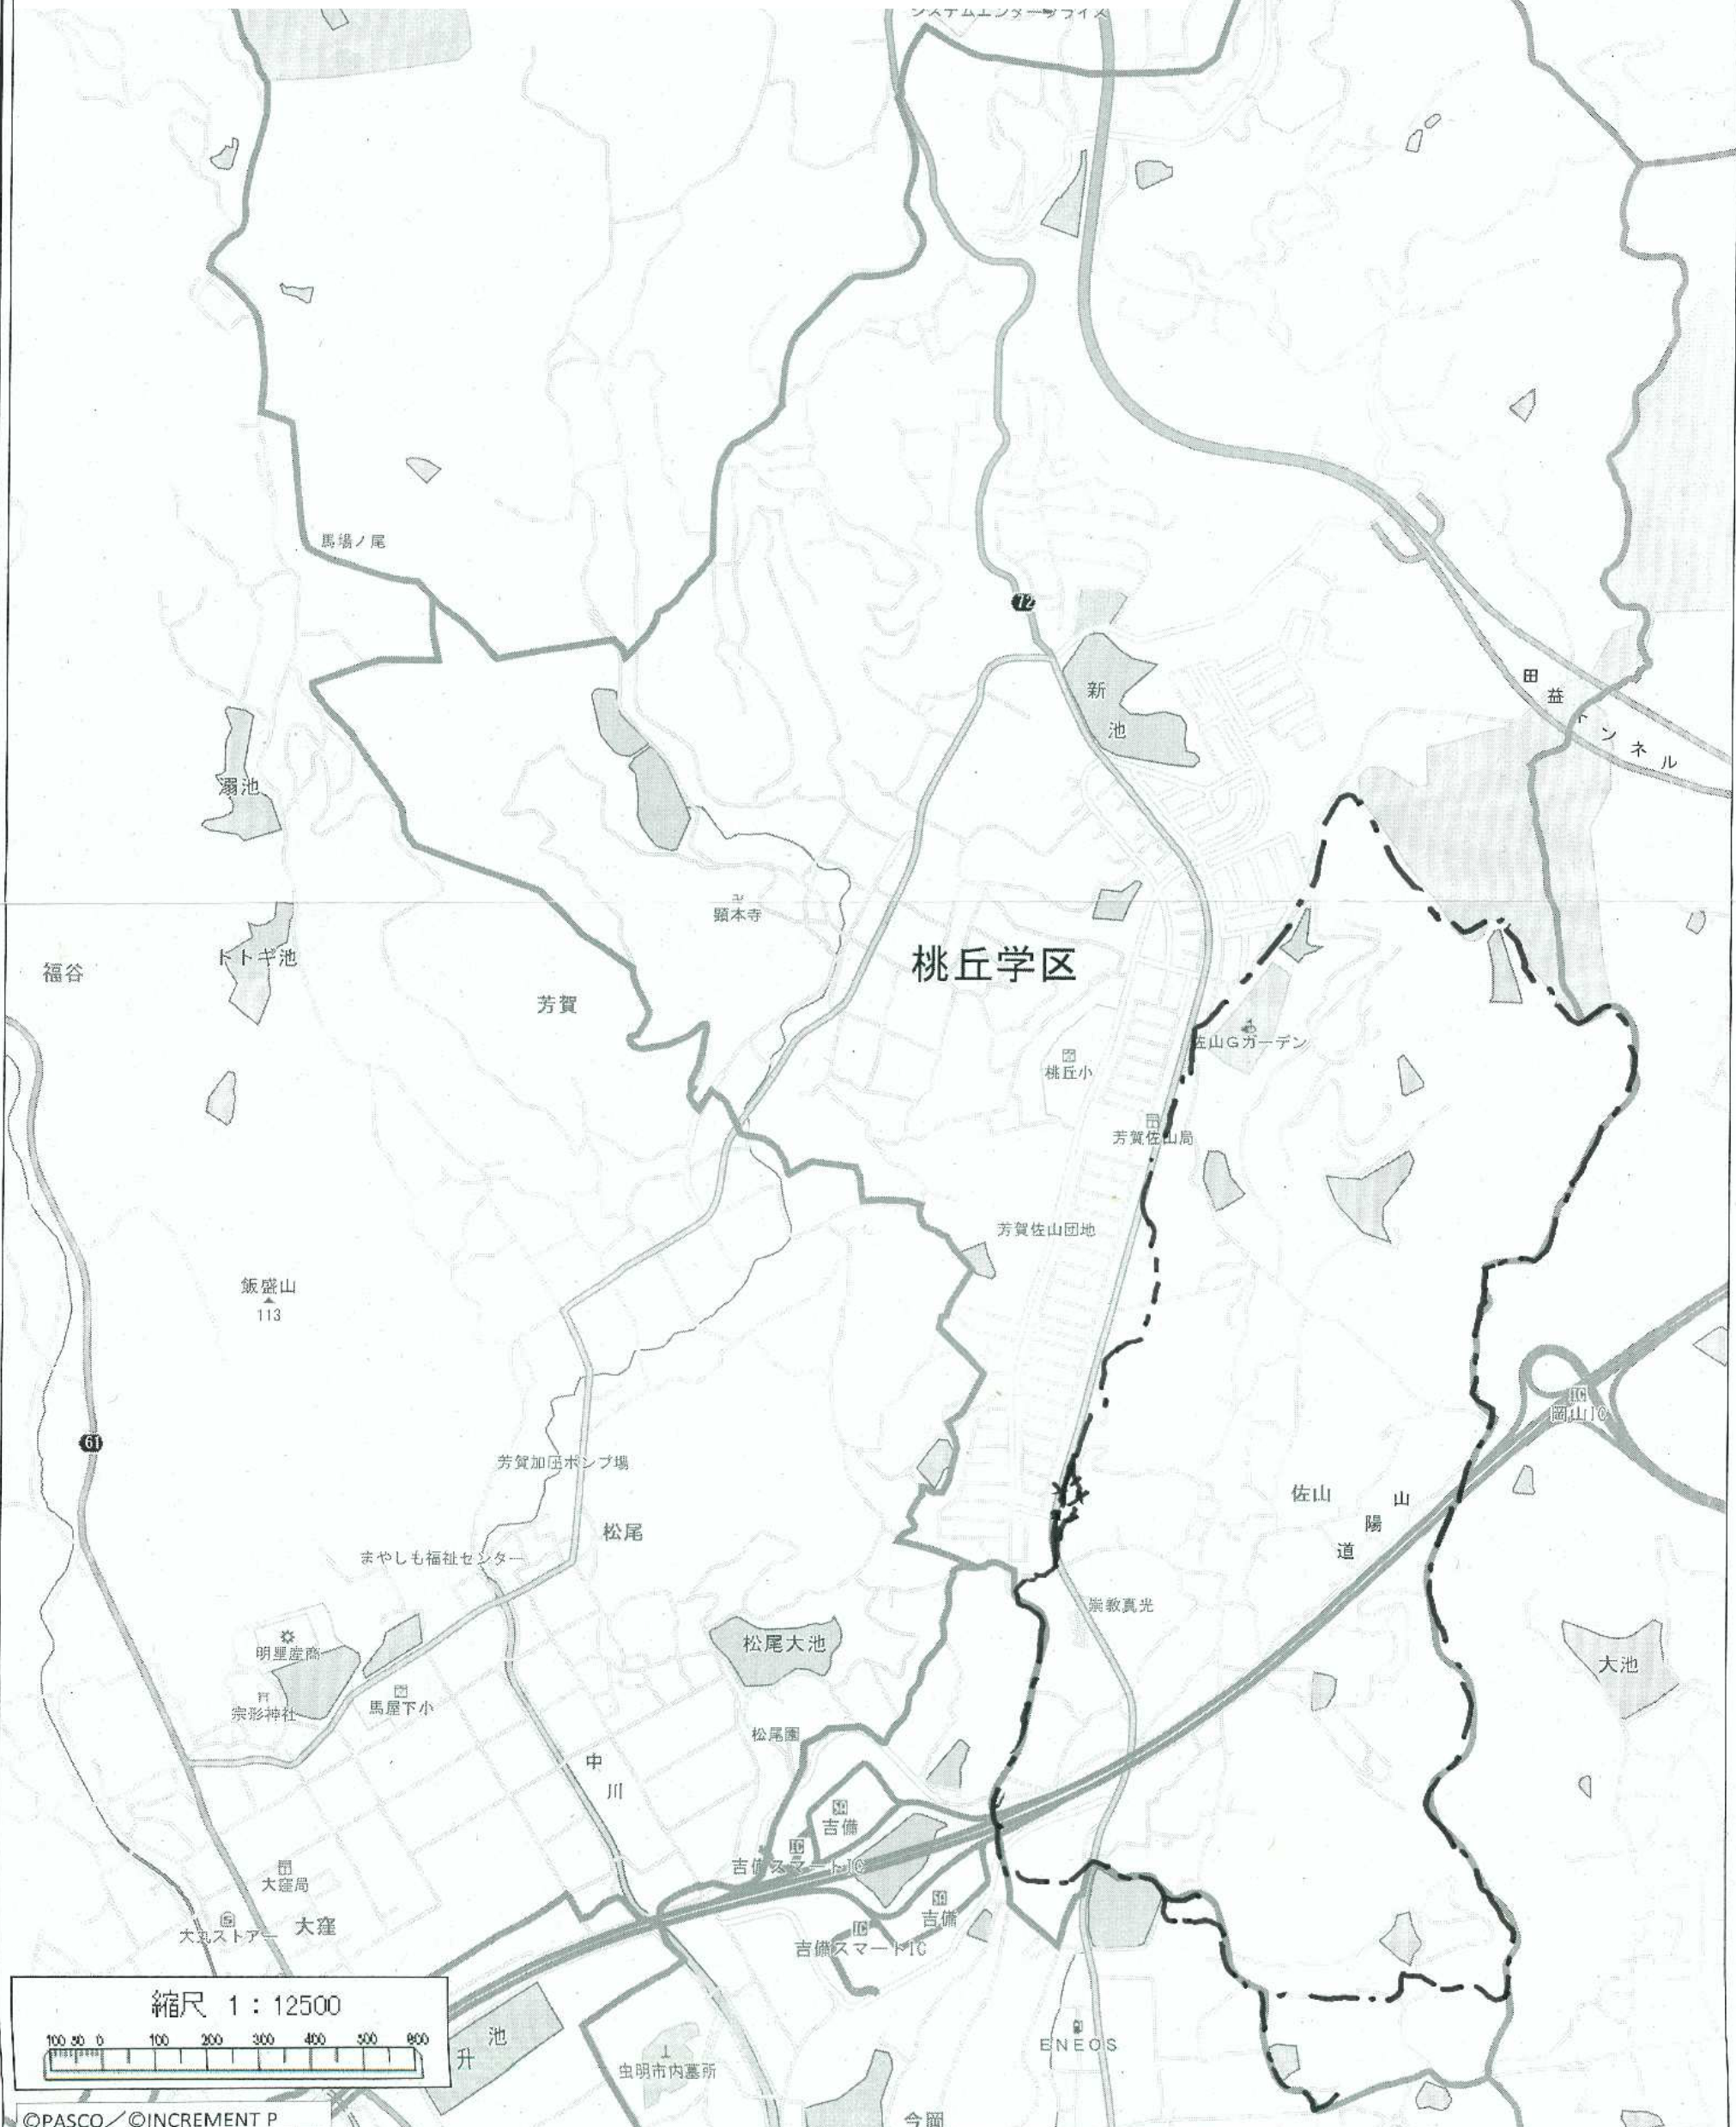 システムエンタープライズ
馬場ノ尾
72
新
池
田
益
ト
ン
ネ
ル
溺池
顕本寺
桃丘学区
トトギ池
福谷
芳賀
佐山Gガーデン
桃丘小
芳賀佐山局
芳賀佐山団地
飯盛山
113
IC
岡山IC
61
芳賀加圧ポンプ場
佐山
山
陽
道
松尾
まやしも福祉センター
崇教真光
松尾大池
大池
明星産商
馬屋下小
宗形神社
松尾園
中
川
SA
吉備
IC
吉備スマートIC
大窪局
SA
吉備
大丸ストアー
大窪
IC
吉備スマートIC
縮尺 1:12500
100 50 0 100 200 300 400 500 600
池
升
ENEOS
虫明市内墓所
今岡
©PASCO/©INCREMENT P